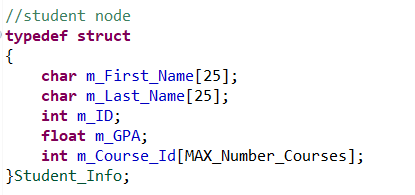 //student node
typedef struct
{
    char m_First_Name[25];
    char m_Last_Name[25];
    int m_ID;
    float m_GPA;
    int m_Course_Id[MAX_Number_Courses];
}Student_Info;